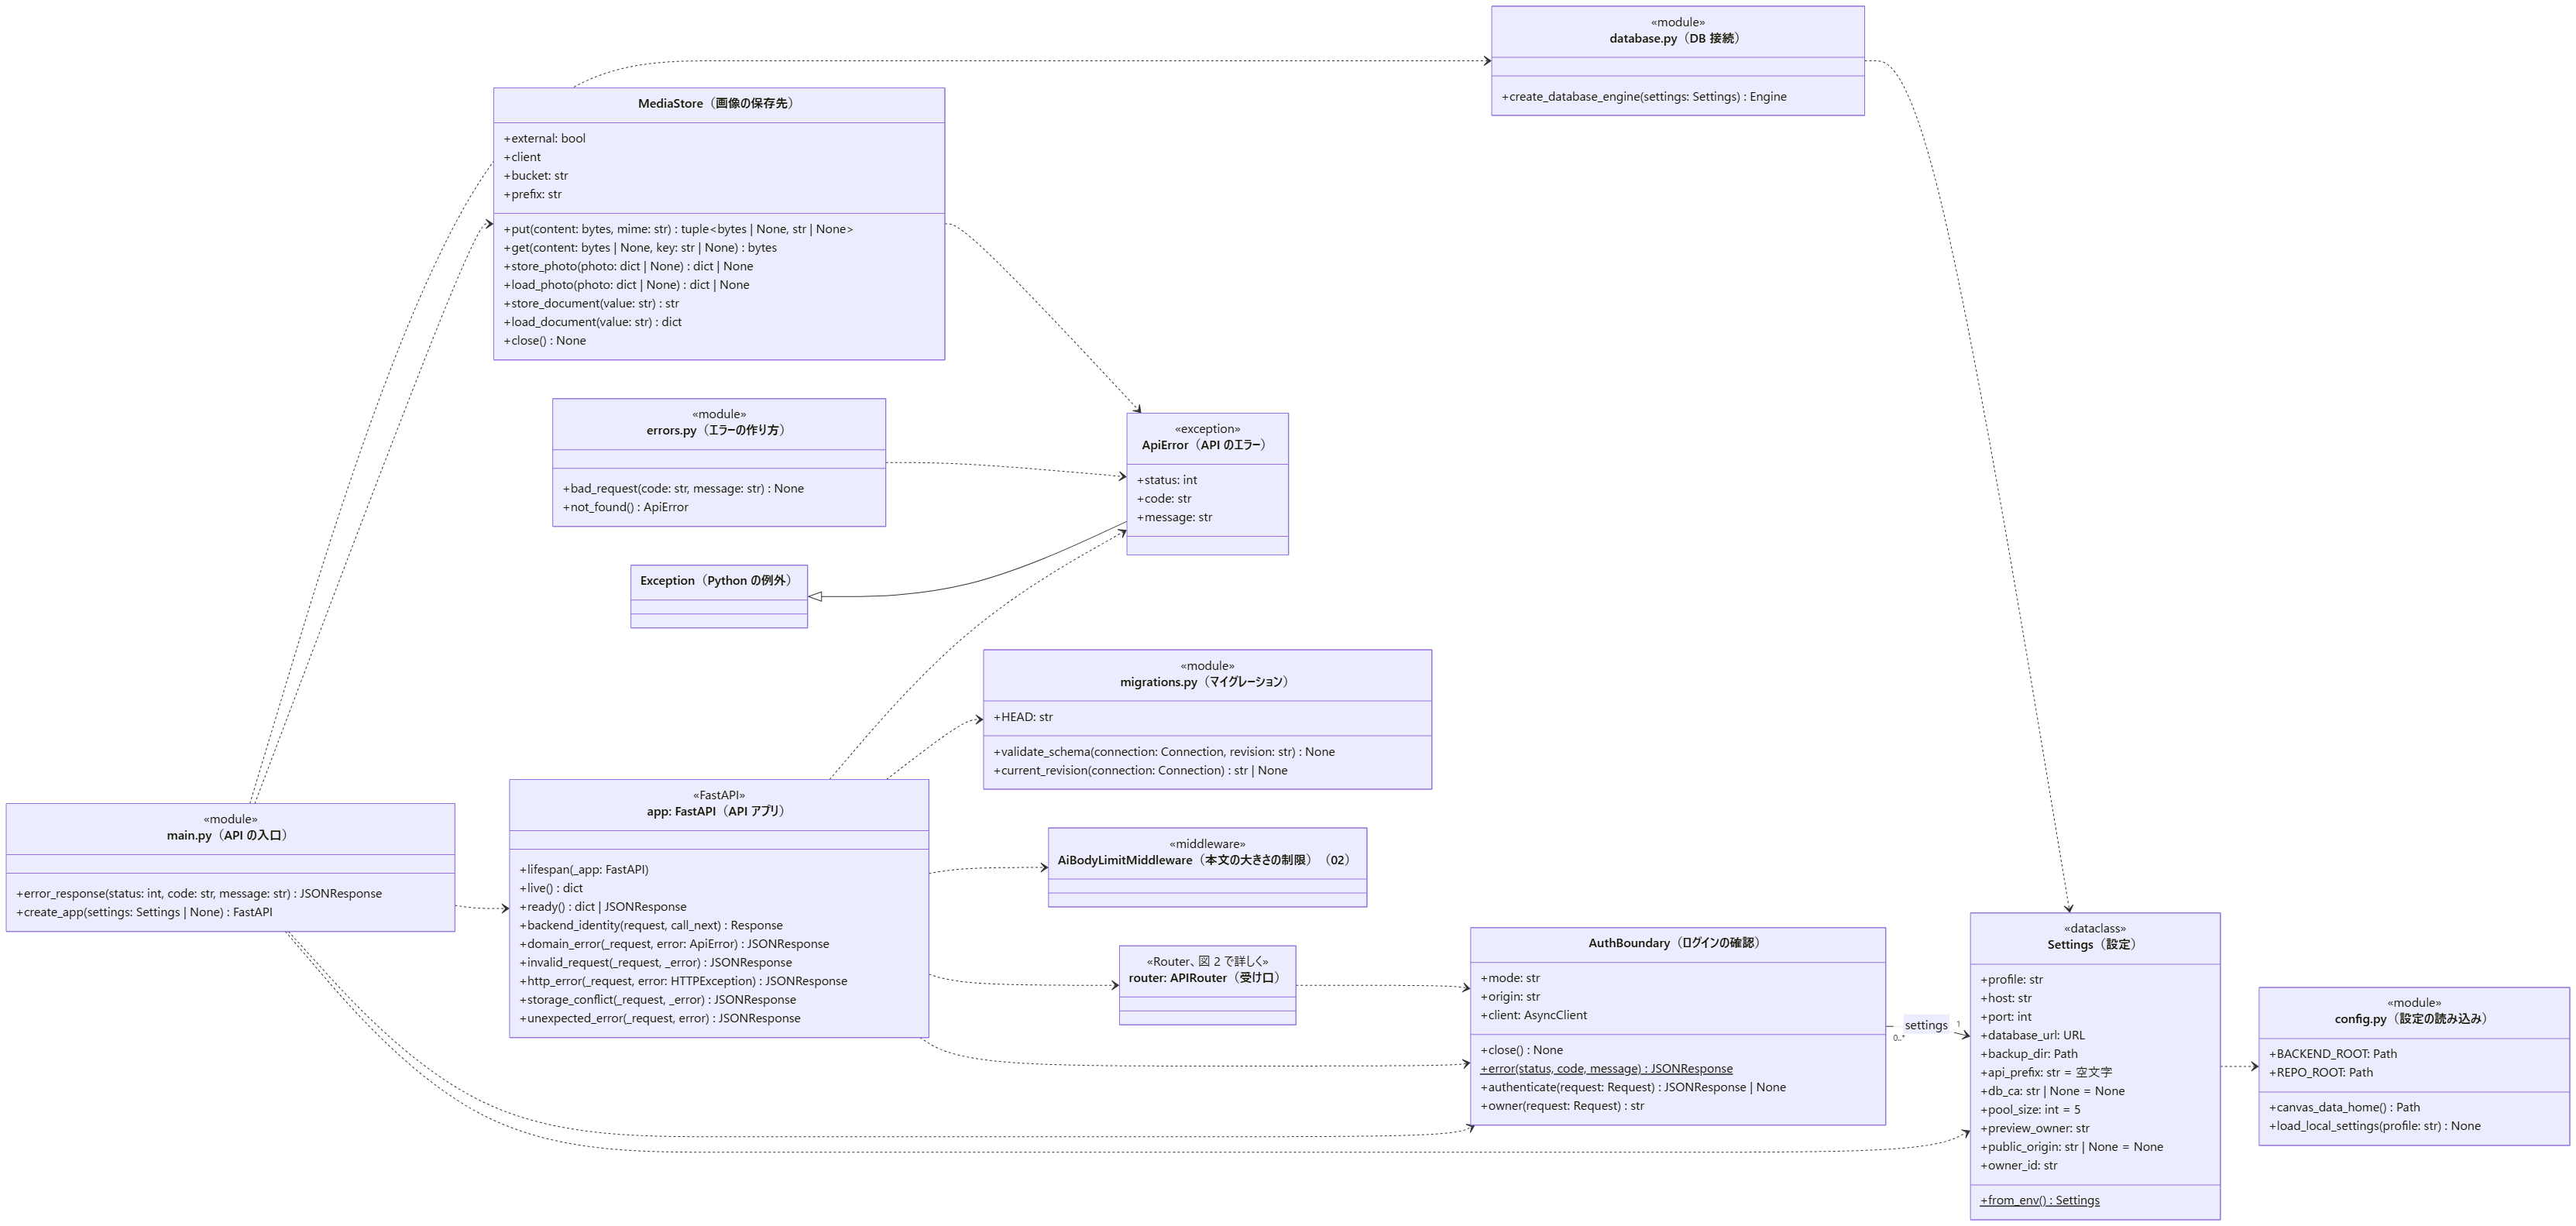 «module»
database.py（DB 接続）
+create_database_engine(settings: Settings) : Engine
MediaStore（画像の保存先）
+external: bool
+client
+bucket: str
+prefix: str
+put(content: bytes, mime: str) : tuple<bytes | None, str | None>
+get(content: bytes | None, key: str | None) : bytes
+store_photo(photo: dict | None) : dict | None
+load_photo(photo: dict | None) : dict | None
+store_document(value: str) : str
+load_document(value: str) : dict
+close() : None
«module»
errors.py（エラーの作り方）
+bad_request(code: str, message: str) : None
+not_found() : ApiError
«exception»
ApiError（API のエラー）
+status: int
+code: str
+message: str
Exception（Python の例外）
«module»
migrations.py（マイグレーション）
+HEAD: str
+validate_schema(connection: Connection, revision: str) : None
+current_revision(connection: Connection) : str | None
«module»
main.py（API の入口）
+error_response(status: int, code: str, message: str) : JSONResponse
+create_app(settings: Settings | None) : FastAPI
«FastAPI»
app: FastAPI（API アプリ）
+lifespan(_app: FastAPI)
+live() : dict
+ready() : dict | JSONResponse
+backend_identity(request, call_next) : Response
+domain_error(_request, error: ApiError) : JSONResponse
+invalid_request(_request, _error) : JSONResponse
+http_error(_request, error: HTTPException) : JSONResponse
+storage_conflict(_request, _error) : JSONResponse
+unexpected_error(_request, error) : JSONResponse
«middleware»
AiBodyLimitMiddleware（本文の大きさの制限）（02）
«Router、図 2 で詳しく»
router: APIRouter（受け口）
AuthBoundary（ログインの確認）
+mode: str
+origin: str
+client: AsyncClient
+close() : None
+error(status, code, message) : JSONResponse
+authenticate(request: Request) : JSONResponse | None
+owner(request: Request) : str
settings
1
0..*
«dataclass»
Settings（設定）
+profile: str
+host: str
+port: int
+database_url: URL
+backup_dir: Path
+api_prefix: str = 空文字
+db_ca: str | None = None
+pool_size: int = 5
+preview_owner: str
+public_origin: str | None = None
+owner_id: str
+from_env() : Settings
«module»
config.py（設定の読み込み）
+BACKEND_ROOT: Path
+REPO_ROOT: Path
+canvas_data_home() : Path
+load_local_settings(profile: str) : None